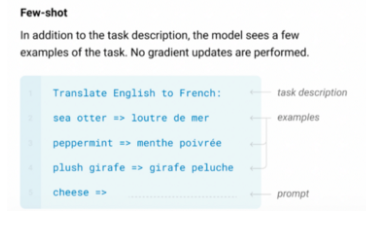 Few-shot
In addition to the task description, the model sees a few
examples of the task. No gradient updates are performed.
1 Translate English to French: task description
2 sea otter => loutre de mer examples
3 peppermint => menthe poivrée
4 plush girafe => girafe peluche
5 cheese => prompt